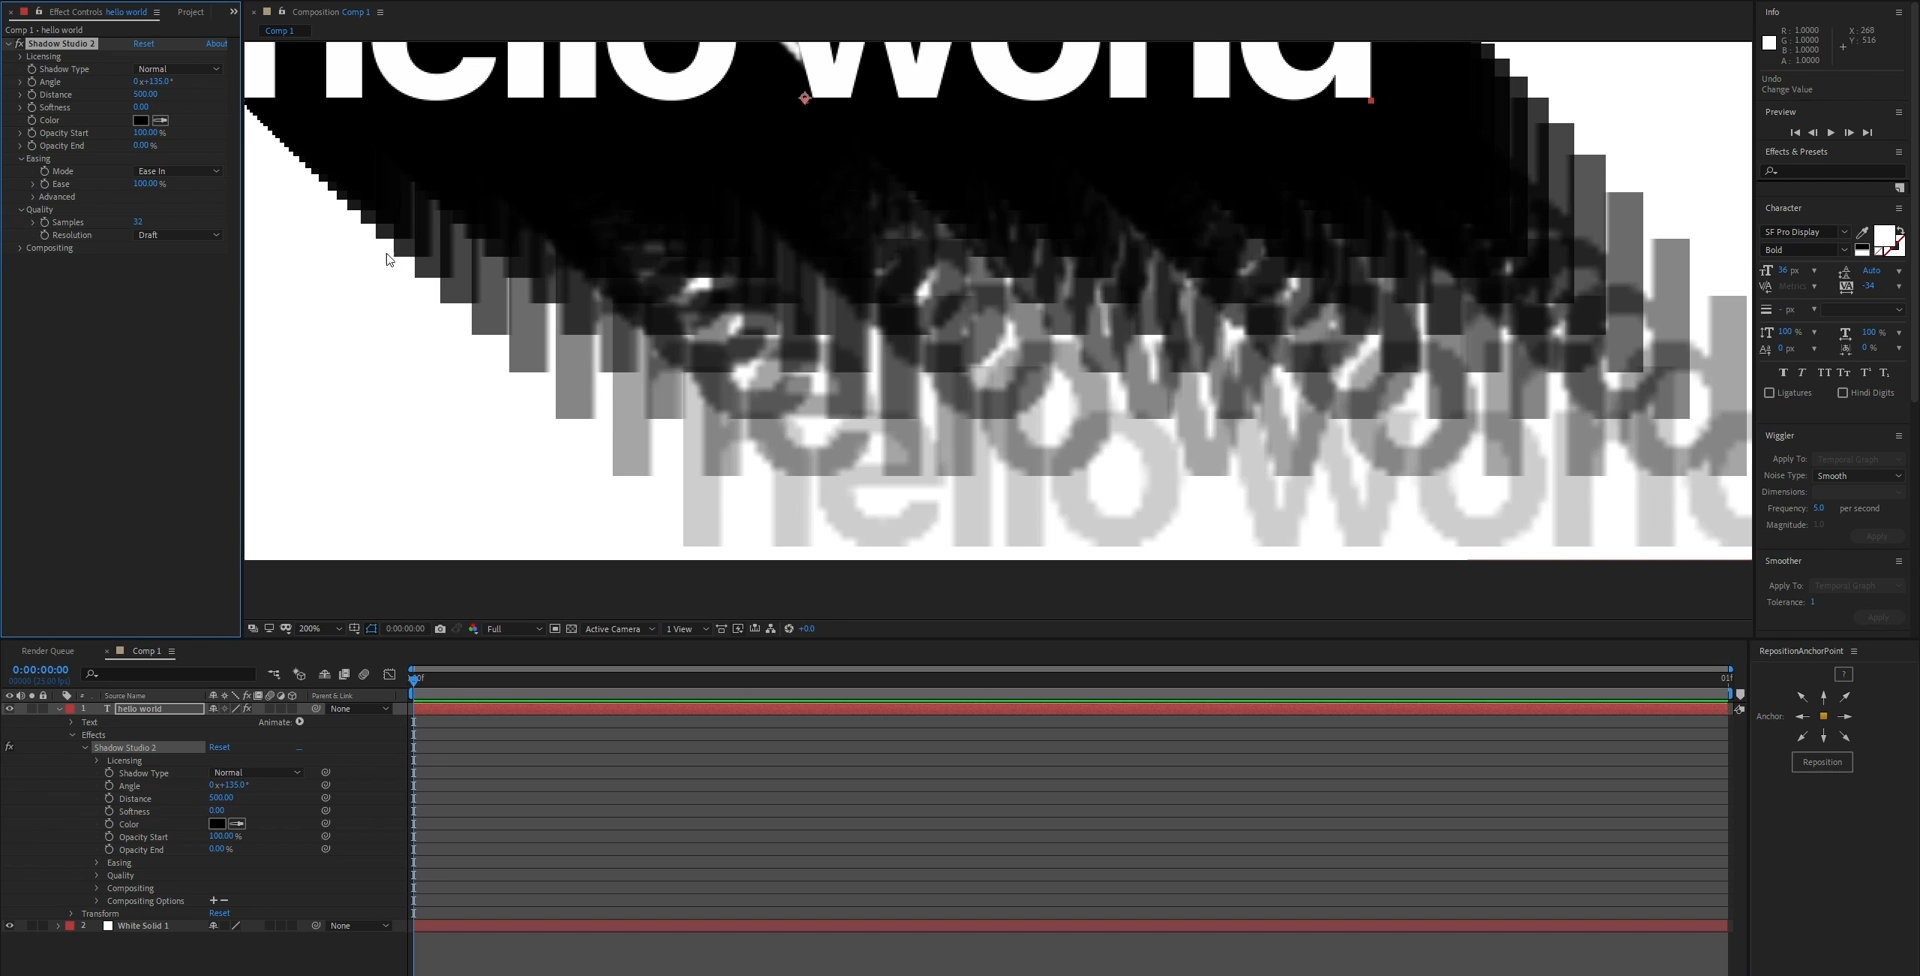 Effect Controls hello world
Project
Comp 1 • hello world
fx Shadow Studio 2
Reset
About
Licensing
Shadow Type
Normal
Angle
0x+135.0°
Distance
500.00
Softness
0.00
Color
Opacity Start
100.00 %
Opacity End
0.00 %
Easing
Mode
Ease In
Ease
100.00 %
Advanced
Quality
Samples
32
Resolution
Draft
Compositing
Composition Comp 1
Comp 1
hello world
200%
0:00:00:00
Full
Active Camera
1 View
+0.0
Info
R : 1.0000
G : 1.0000
B : 1.0000
A : 1.0000
X : 268
Y : 516
Undo
Change Value
Preview
Effects & Presets
Character
SF Pro Display
Bold
36 px
Auto
Metrics
-34
- px
100 %
100 %
0 px
0 %
Ligatures
Hindi Digits
Wiggler
Apply To:
Temporal Graph
Noise Type:
Smooth
Dimensions:
Frequency:
5.0
per second
Magnitude:
1.0
Apply
Smoother
Apply To:
Temporal Graph
Tolerance:
1
Apply
Render Queue
Comp 1
0:00:00:00
00000 (25.00 fps)
#
Source Name
Parent & Link
:00f
01f
1
T
hello world
None
Text
Animate:
Effects
fx
Shadow Studio 2
Reset
...
Licensing
Shadow Type
Normal
Angle
0x+135.0°
Distance
500.00
Softness
0.00
Color
Opacity Start
100.00 %
Opacity End
0.00 %
Easing
Quality
Compositing
Compositing Options
+ −
Transform
Reset
2
White Solid 1
None
RepositionAnchorPoint
?
Anchor:
Reposition